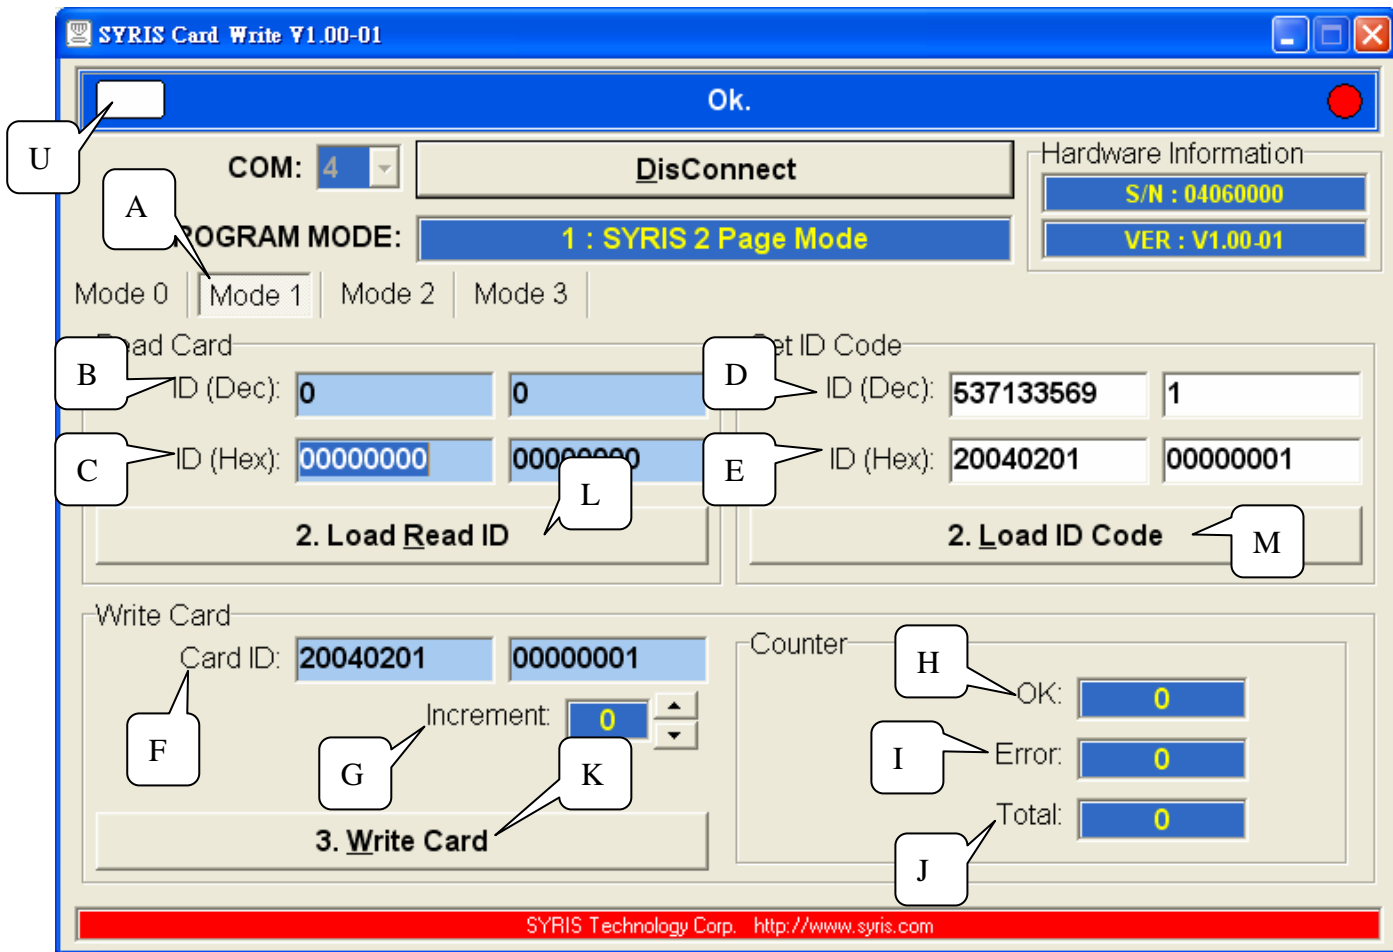 SYRIS Card Write V1.00-01
Ok.
U
COM: 4 DisConnect
Hardware Information
S/N : 04060000
A
ROGRAM MODE: 1 : SYRIS 2 Page Mode
VER : V1.00-01
Mode 0 Mode 1 Mode 2 Mode 3
Read Card
B
ID (Dec): 0 0
C
ID (Hex): 00000000 00000000
L
2. Load Read ID
Set ID Code
D
ID (Dec): 537133569 1
E
ID (Hex): 20040201 00000001
2. Load ID Code
M
Write Card
Card ID: 20040201 00000001
F
Increment: 0
G
K
3. Write Card
Counter
H
OK: 0
I
Error: 0
Total: 0
J
SYRIS Technology Corp. http://www.syris.com